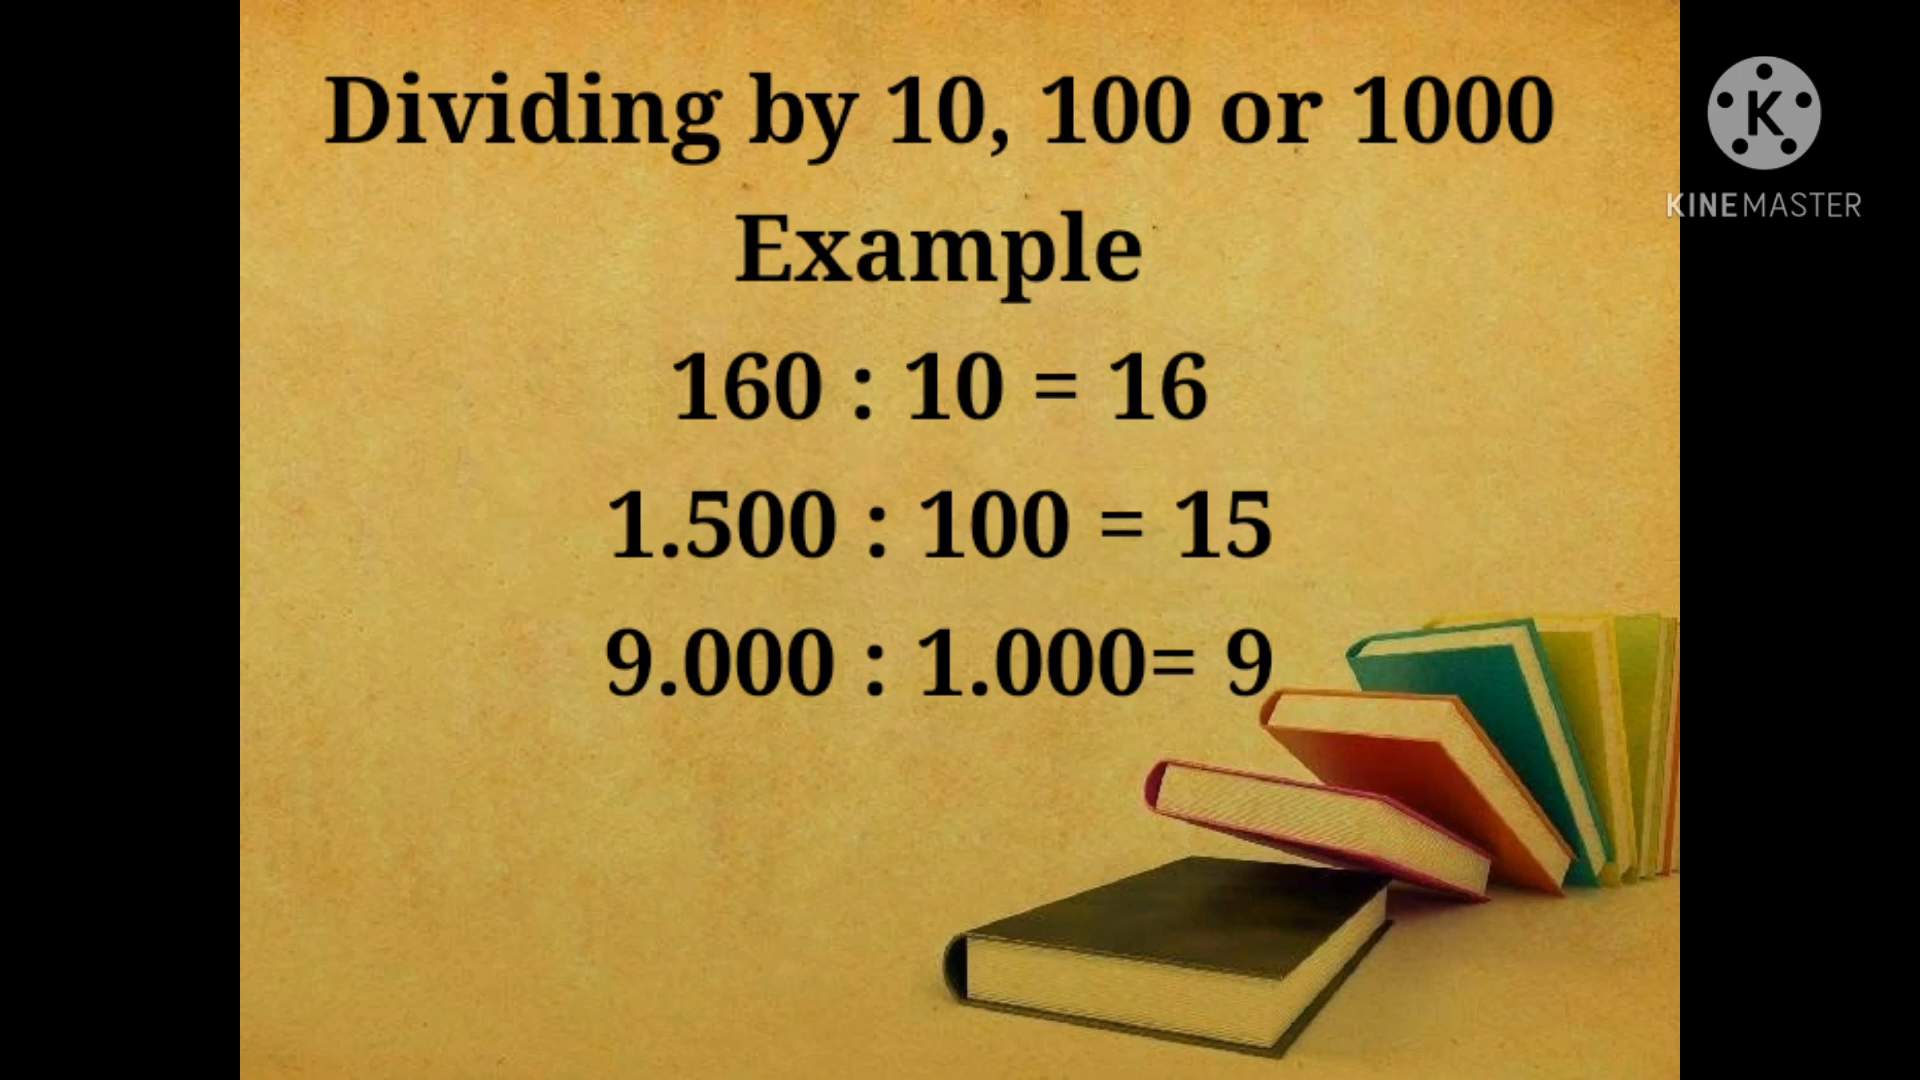 Dividing by 10, 100 or 1000
Example
160 : 10 = 16
1.500 : 100 = 15
9.000 : 1.000= 9
K
KINEMASTER